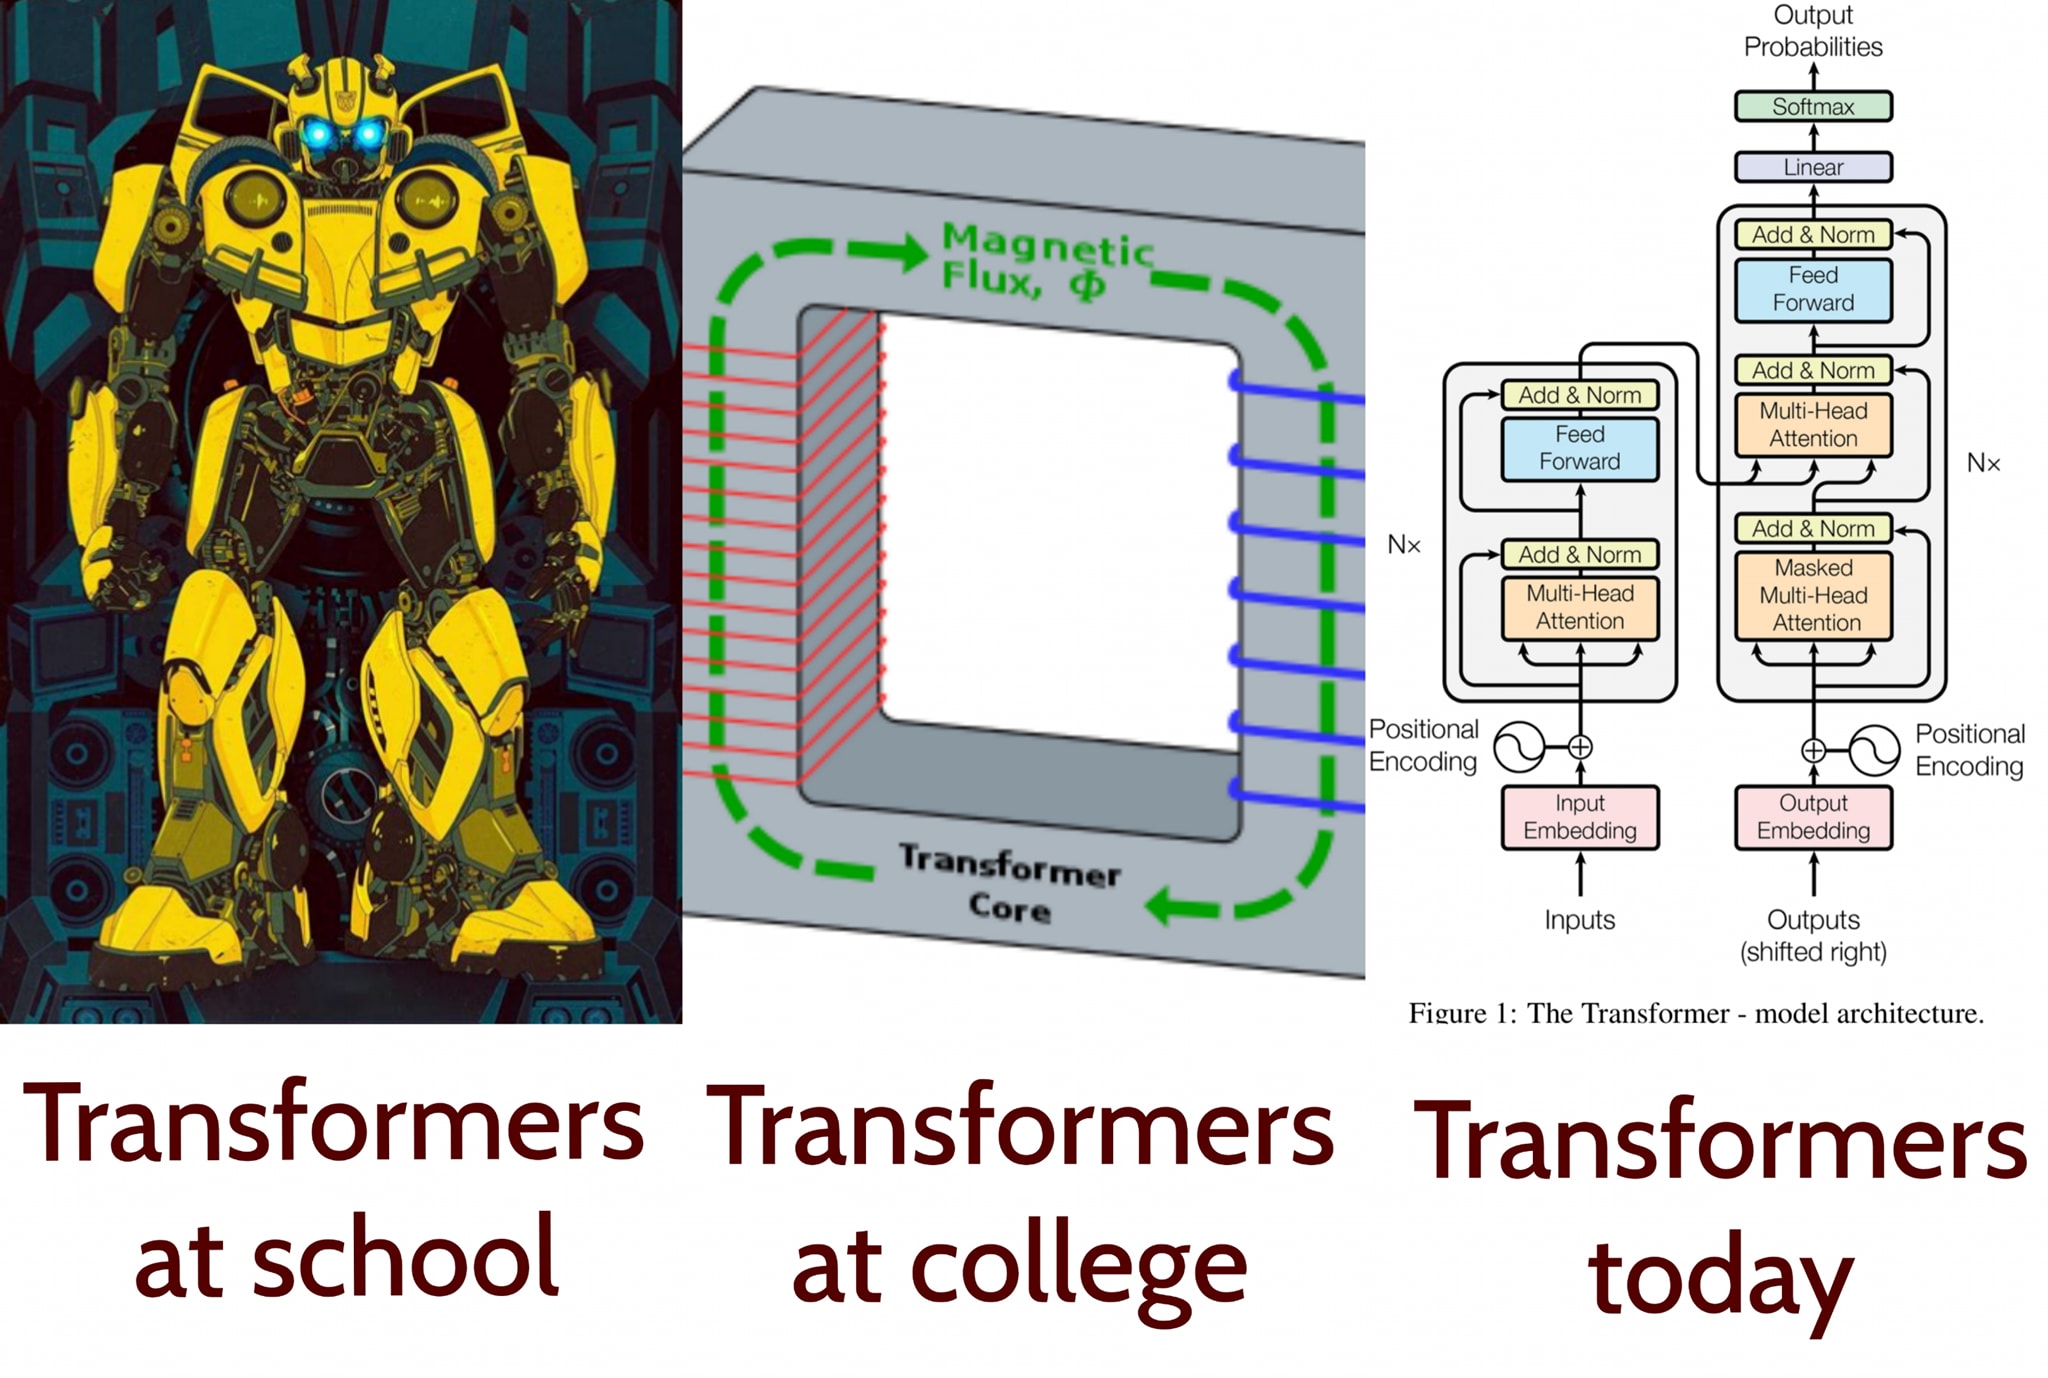 Magnetic
Flux, Φ
Transformer
Core
Output
Probabilities
Softmax
Linear
Add & Norm
Feed
Forward
Add & Norm
Multi-Head
Attention
Nx
Add & Norm
Masked
Multi-Head
Attention
Add & Norm
Feed
Forward
Nx
Add & Norm
Multi-Head
Attention
Positional
Encoding
Positional
Encoding
Input
Embedding
Output
Embedding
Inputs
Outputs
(shifted right)
Figure 1: The Transformer - model architecture.
Transformers
at school
Transformers
at college
Transformers
today